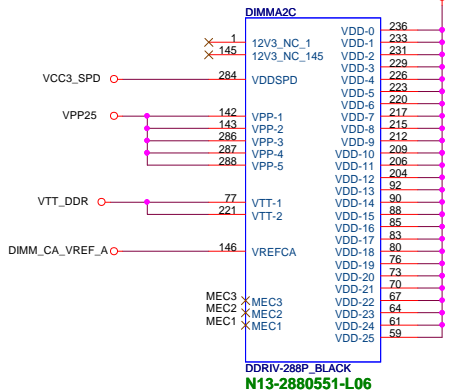 DIMMA2C
1 12V3_NC_1
145 12V3_NC_145
VCC3_SPD 284 VDDSPD
VPP25 142 VPP-1
143 VPP-2
286 VPP-3
287 VPP-4
288 VPP-5
VTT_DDR 77 VTT-1
221 VTT-2
DIMM_CA_VREF_A 146 VREFCA
MEC3 MEC3
MEC2 MEC2
MEC1 MEC1
VDD-0 236
VDD-1 233
VDD-2 231
VDD-3 229
VDD-4 226
VDD-5 223
VDD-6 220
VDD-7 217
VDD-8 215
VDD-9 212
VDD-10 209
VDD-11 206
VDD-12 204
VDD-13 92
VDD-14 90
VDD-15 88
VDD-16 85
VDD-17 83
VDD-18 80
VDD-19 76
VDD-20 73
VDD-21 70
VDD-22 67
VDD-23 64
VDD-24 61
VDD-25 59
DDRIV-288P_BLACK
N13-2880551-L06